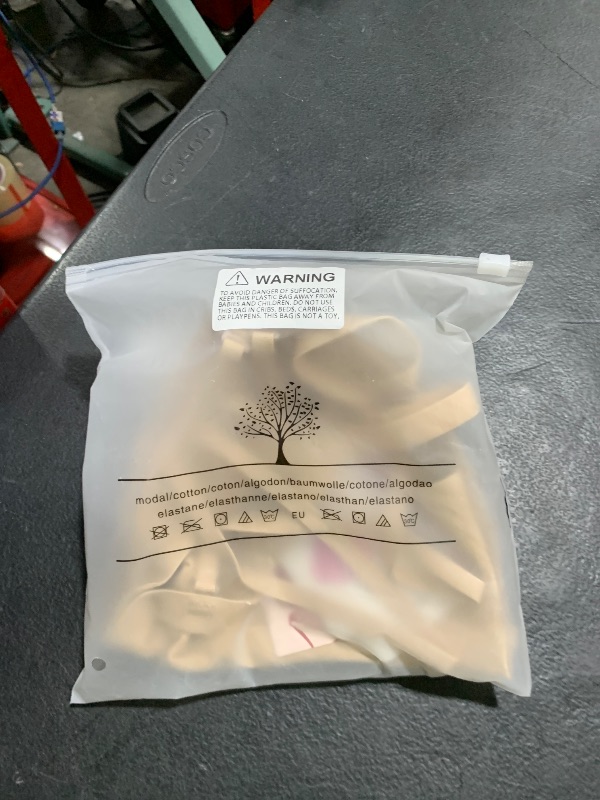 WARNING
TO AVOID DANGER OF SUFFOCATION,
KEEP THIS PLASTIC BAG AWAY FROM
BABIES AND CHILDREN. DO NOT USE
THIS BAG IN CRIBS, BEDS, CARRIAGES
OR PLAYPENS. THIS BAG IS NOT A TOY.
modal/cotton/coton/algodon/baumwolle/cotone/algodao
elastane/elasthanne/elastano/elasthan/elastano
30°C EU 30°C